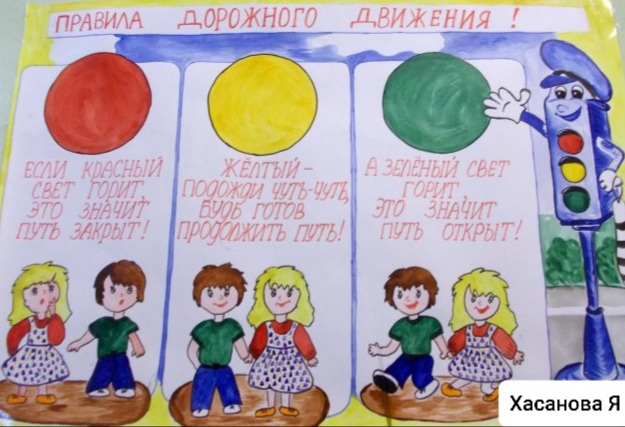 ПРАВИЛА ДОРОЖНОГО ДВИЖЕНИЯ !
ЕСЛИ КРАСНЫЙ
СВЕТ ГОРИТ,
ЭТО ЗНАЧИТ
ПУТЬ ЗАКРЫТ!
ЖЁЛТЫЙ –
ПОДОЖДИ ЧУТЬ-ЧУТЬ,
БУДЬ ГОТОВ
ПРОДОЛЖИТЬ ПУТЬ!
А ЗЕЛЁНЫЙ СВЕТ
ГОРИТ,
ЭТО ЗНАЧИТ
ПУТЬ ОТКРЫТ!
Хасанова Я